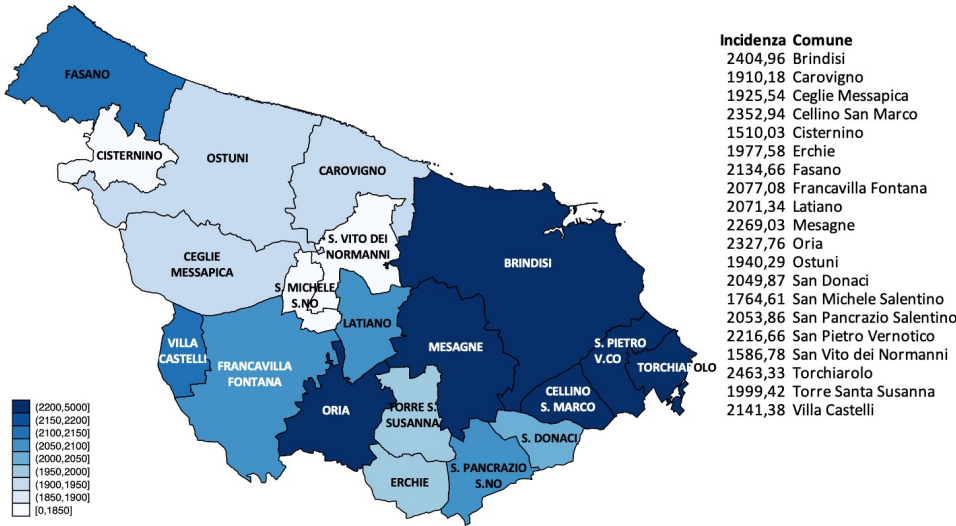 FASANO
CISTERNINO
OSTUNI
CAROVIGNO
S. VITO DEI
NORMANNI
CEGLIE
MESSAPICA
S. MICHELE
S.NO
BRINDISI
LATIANO
VILLA
CASTELLI
FRANCAVILLA
FONTANA
MESAGNE
S. PIETRO
V.CO
TORCHIAROLO
CELLINO
S. MARCO
ORIA
TORRE S.
SUSANNA
S. DONACI
S. PANCRAZIO
S.NO
ERCHIE
(2200,5000]
(2150,2200]
(2100,2150]
(2050,2100]
(2000,2050]
(1950,2000]
(1900,1950]
(1850,1900]
[0,1850]
Incidenza Comune
2404,96 Brindisi
1910,18 Carovigno
1925,54 Ceglie Messapica
2352,94 Cellino San Marco
1510,03 Cisternino
1977,58 Erchie
2134,66 Fasano
2077,08 Francavilla Fontana
2071,34 Latiano
2269,03 Mesagne
2327,76 Oria
1940,29 Ostuni
2049,87 San Donaci
1764,61 San Michele Salentino
2053,86 San Pancrazio Salentino
2216,66 San Pietro Vernotico
1586,78 San Vito dei Normanni
2463,33 Torchiarolo
1999,42 Torre Santa Susanna
2141,38 Villa Castelli